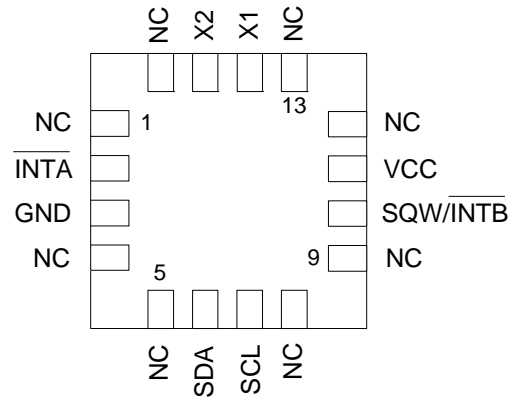 NC X2 X1 NC
13
NC 1 NC
INTA VCC
GND SQW/INTB
NC 9 NC
5
NC SDA SCL NC